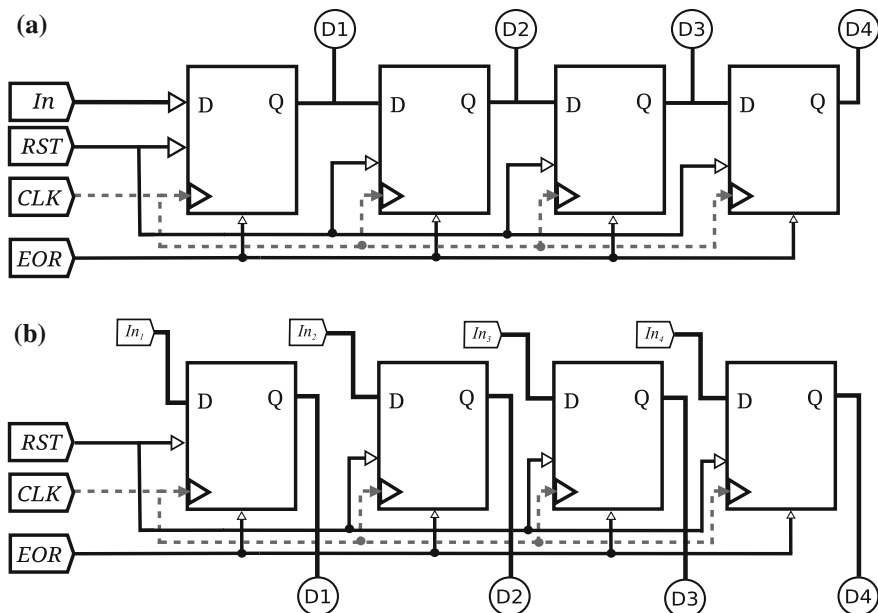 (a)
D1 D2 D3 D4
In
D Q D Q D Q D Q
RST
CLK
EOR
(b)
In1 In2 In3 In4
D Q D Q D Q D Q
RST
CLK
EOR
D1 D2 D3 D4